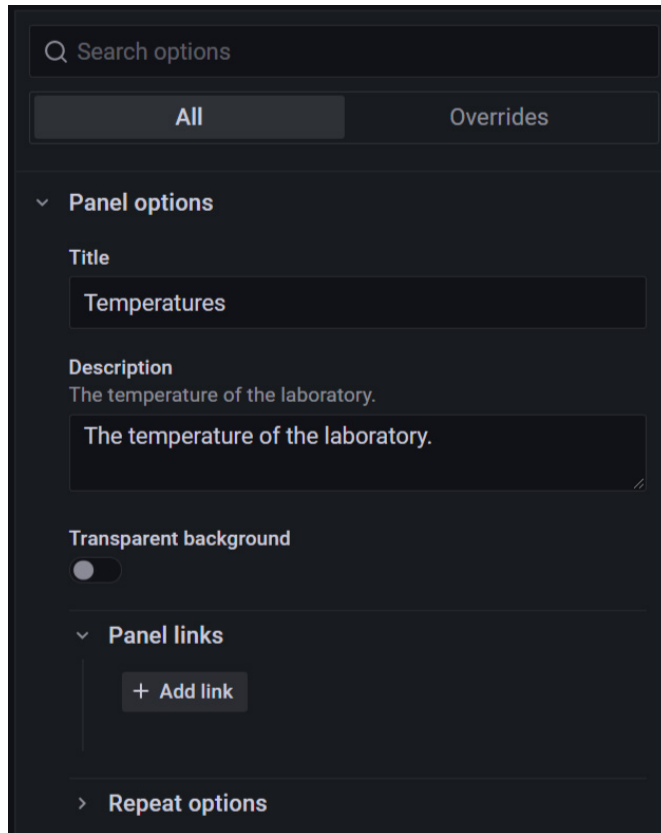 Search options
All
Overrides
Panel options
Title
Temperatures
Description
The temperature of the laboratory.
The temperature of the laboratory.
Transparent background
Panel links
+ Add link
Repeat options